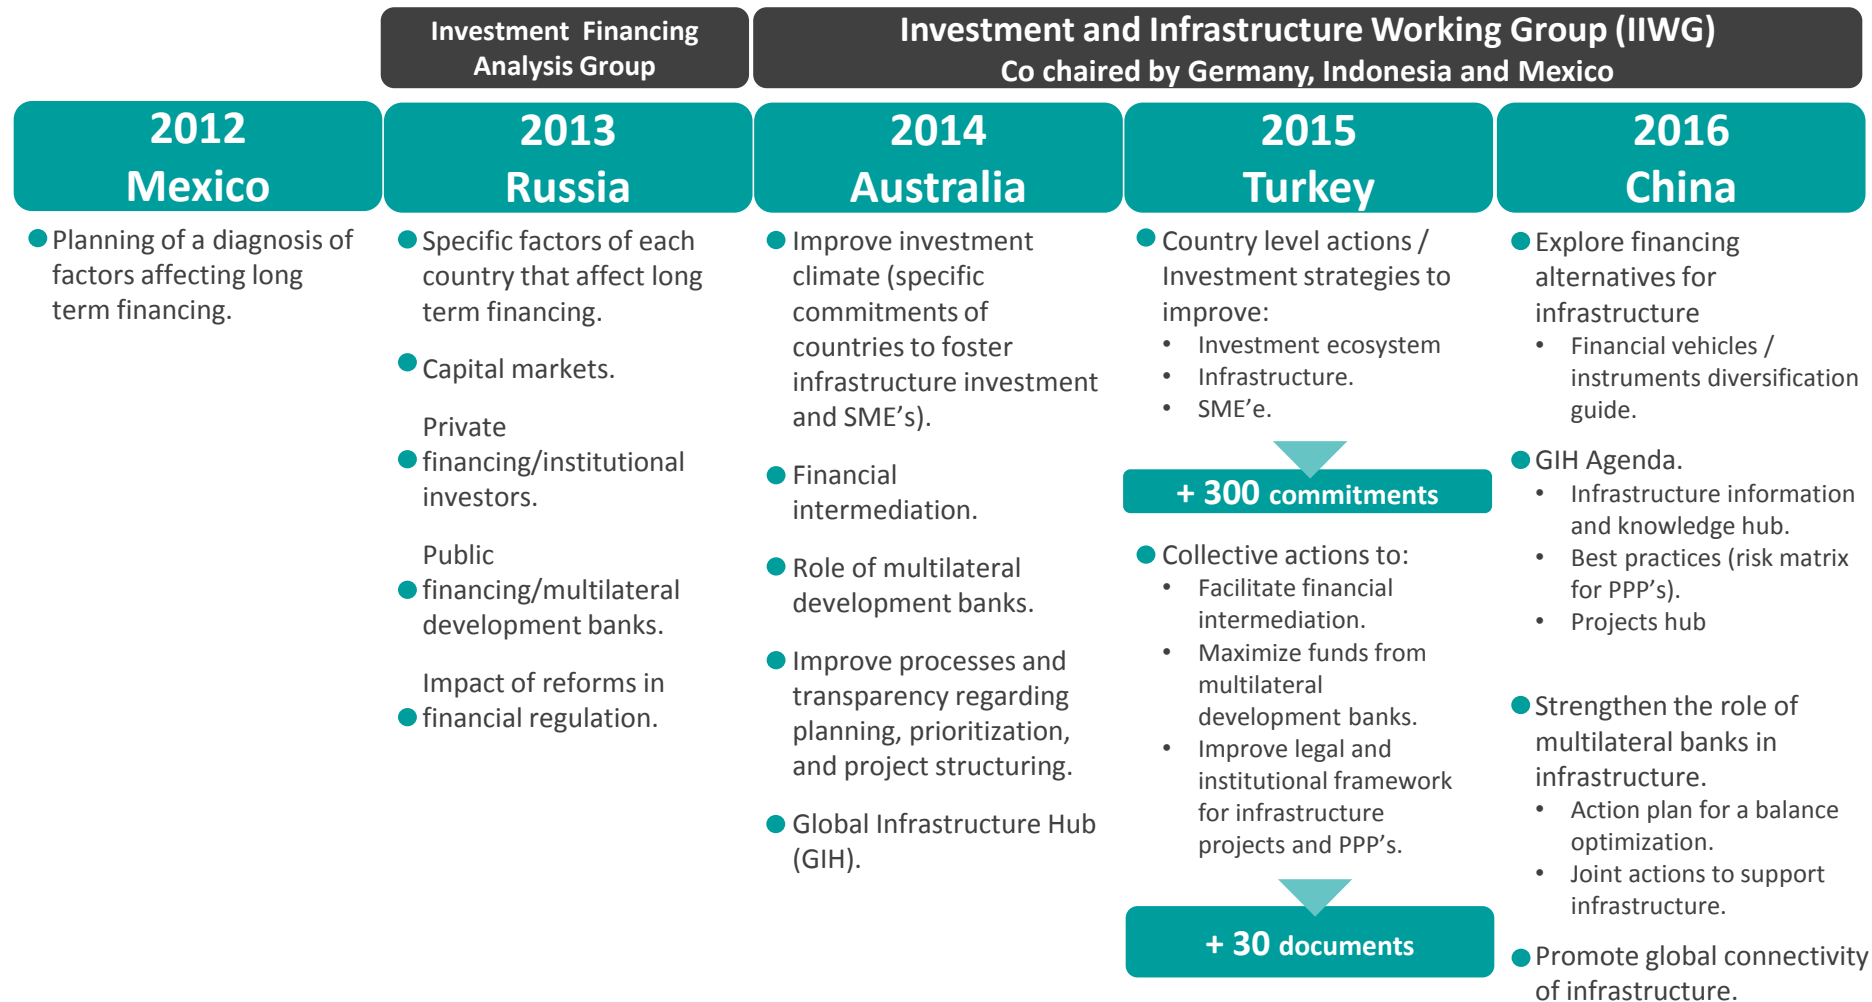 Investment Financing
Analysis Group
Investment and Infrastructure Working Group (IIWG)
Co chaired by Germany, Indonesia and Mexico
2012
Mexico
Planning of a diagnosis of
factors affecting long
term financing.
2013
Russia
Specific factors of each
country that affect long
term financing.
Capital markets.
Private
financing/institutional
investors.
Public
financing/multilateral
development banks.
Impact of reforms in
financial regulation.
2014
Australia
Improve investment
climate (specific
commitments of
countries to foster
infrastructure investment
and SME's).
Financial
intermediation.
Role of multilateral
development banks.
Improve processes and
transparency regarding
planning, prioritization,
and project structuring.
Global Infrastructure Hub
(GIH).
2015
Turkey
Country level actions /
Investment strategies to
improve:
• Investment ecosystem
• Infrastructure.
• SME'e.
+ 300 commitments
Collective actions to:
• Facilitate financial
intermediation.
• Maximize funds from
multilateral
development banks.
• Improve legal and
institutional framework
for infrastructure
projects and PPP's.
+ 30 documents
2016
China
Explore financing
alternatives for
infrastructure
• Financial vehicles /
instruments diversification
guide.
GIH Agenda.
• Infrastructure information
and knowledge hub.
• Best practices (risk matrix
for PPP's).
• Projects hub
Strengthen the role of
multilateral banks in
infrastructure.
• Action plan for a balance
optimization.
• Joint actions to support
infrastructure.
Promote global connectivity
of infrastructure.